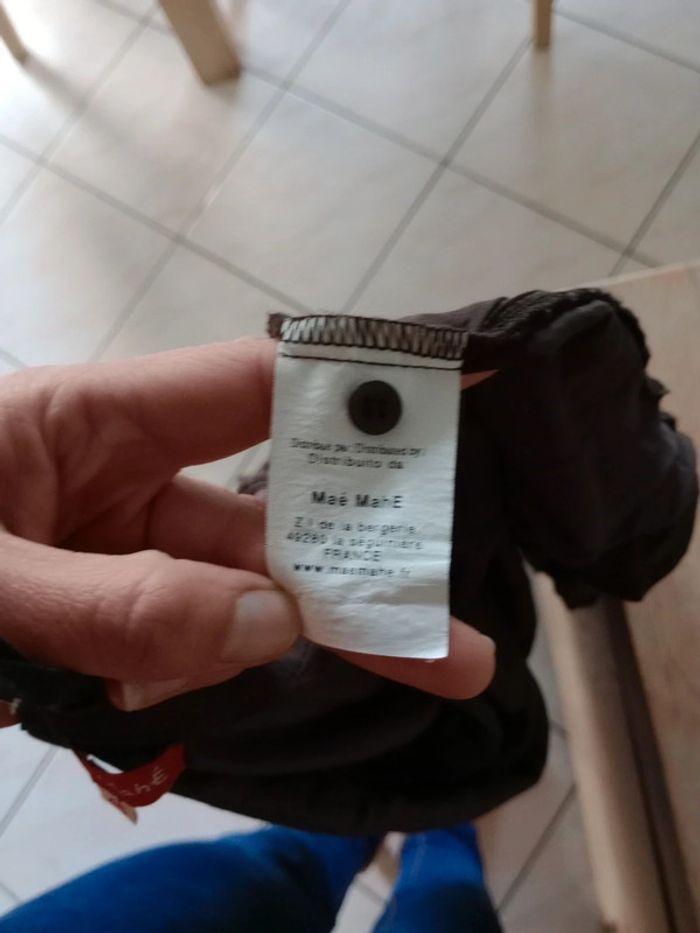 Distribué par, Distributed by,
Distribuito da
Maé MahE
Z.I de la bergerie,
49280 la séguinière
FRANCE
www.maemahe.fr